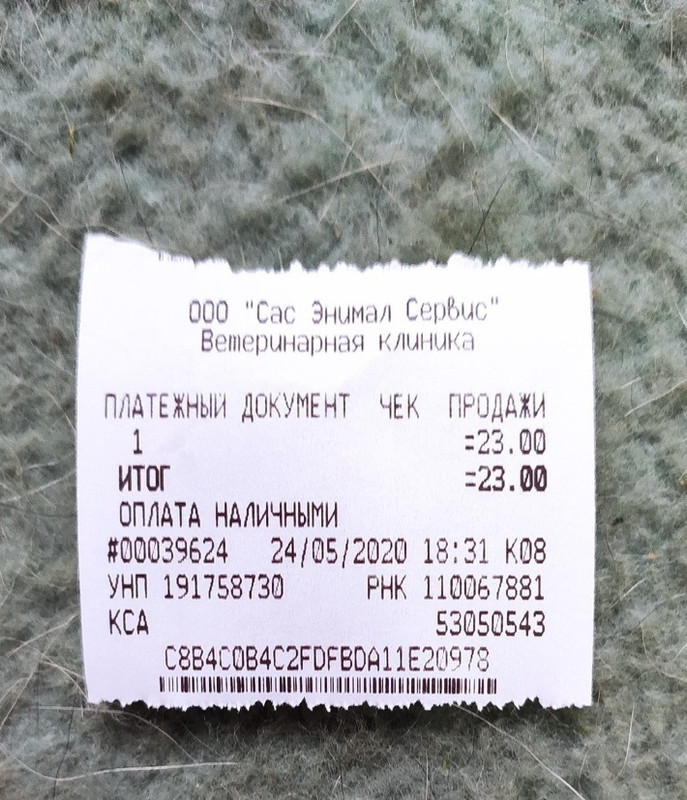 ООО "Сас Энимал Сервис"
Ветеринарная клиника
ПЛАТЕЖНЫЙ ДОКУМЕНТ ЧЕК ПРОДАЖИ
1 =23.00
ИТОГ =23.00
ОПЛАТА НАЛИЧНЫМИ
#00039624 24/05/2020 18:31 К08
УНП 191758730 РНК 110067881
КСА 53050543
C8B4C0B4C2FDFBDA11E20978